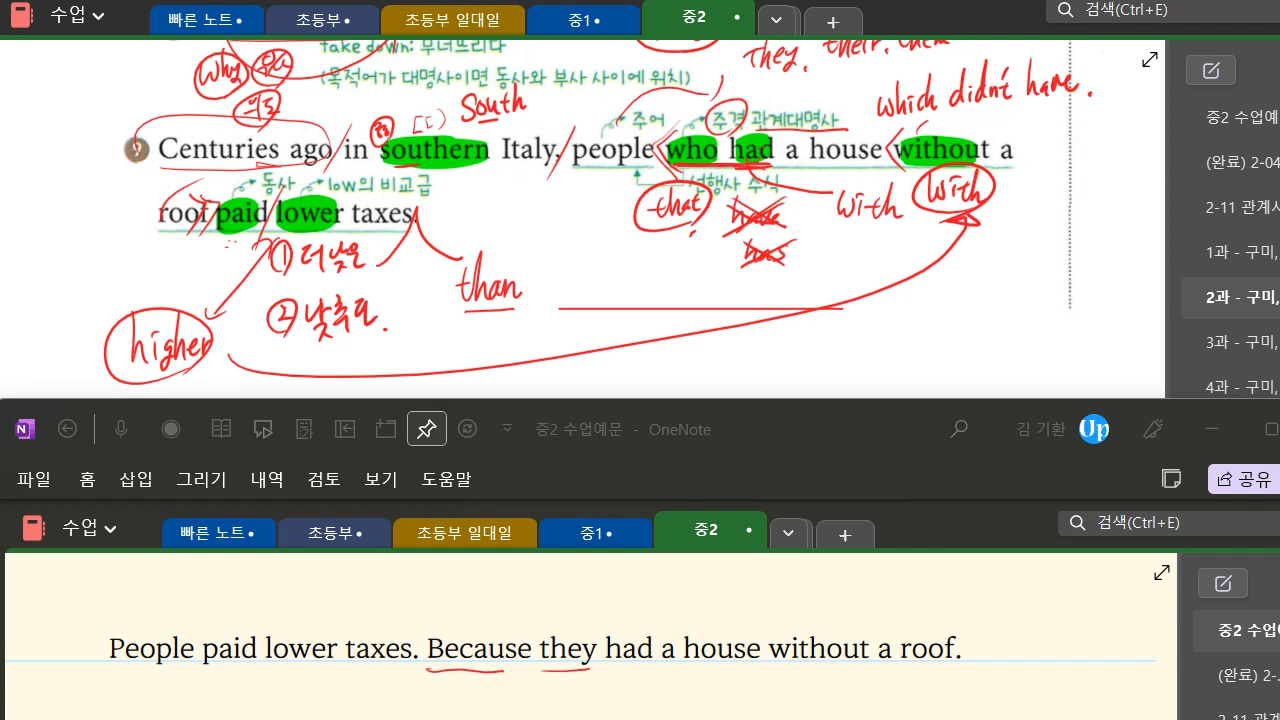 수업
빠른 노트
초등부
초등부 일대일
중1
중2
+
검색(Ctrl+E)
take down: 무너뜨리다
they, their, them
(목적어가 대명사이면 동사와 부사 사이에 위치)
why
의도
South
which didn't have.
주어
주격 관계대명사
⑨ Centuries ago in southern Italy, people who had a house without a
동사
low의 비교급
선행사 수식
that
with
with
roof paid lower taxes.
① 더 낮은
than
② 낮추다.
higher
중2 수업예
(완료) 2-04
2-11 관계사
1과 - 구미,
2과 - 구미,
3과 - 구미,
4과 - 구미,
중2 수업예문 - OneNote
김 기환
Up
파일
홈
삽입
그리기
내역
검토
보기
도움말
공유
수업
빠른 노트
초등부
초등부 일대일
중1
중2
+
검색(Ctrl+E)
People paid lower taxes. Because they had a house without a roof.
중2 수업예
(완료) 2-
2-11 관계